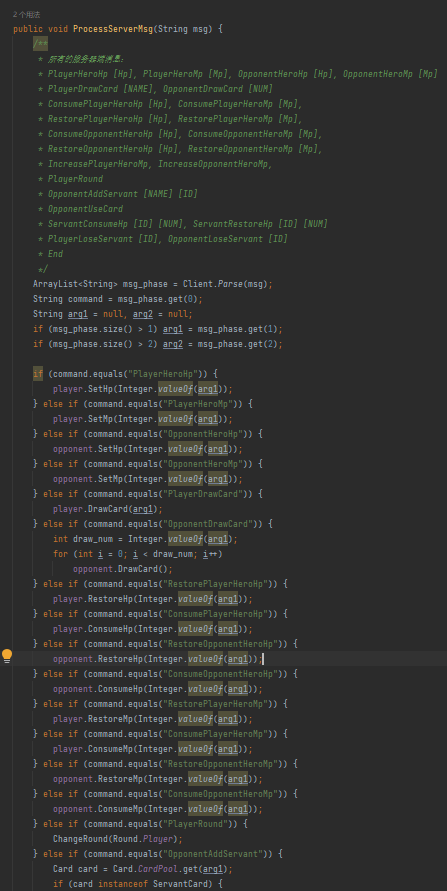 2个用法
public void ProcessServerMsg(String msg) {
/**
* 所有的服务器端消息:
* PlayerHeroHp [Hp], PlayerHeroMp [Mp], OpponentHeroHp [Hp], OpponentHeroMp [Mp]
* PlayerDrawCard [NAME], OpponentDrawCard [NUM]
* ConsumePlayerHeroHp [Hp], ConsumePlayerHeroMp [Mp],
* RestorePlayerHeroHp [Hp], RestorePlayerHeroMp [Mp],
* ConsumeOpponentHeroHp [Hp], ConsumeOpponentHeroMp [Mp],
* RestoreOpponentHeroHp [Hp], RestoreOpponentHeroMp [Mp],
* IncreasePlayerHeroMp, IncreaseOpponentHeroMp,
* PlayerRound
* OpponentAddServant [NAME] [ID]
* OpponentUseCard
* ServantConsumeHp [ID] [NUM], ServantRestoreHp [ID] [NUM]
* PlayerLoseServant [ID], OpponentLoseServant [ID]
* End
*/
ArrayList<String> msg_phase = Client.Parse(msg);
String command = msg_phase.get(0);
String arg1 = null, arg2 = null;
if (msg_phase.size() > 1) arg1 = msg_phase.get(1);
if (msg_phase.size() > 2) arg2 = msg_phase.get(2);
if (command.equals("PlayerHeroHp")) {
player.SetHp(Integer.valueOf(arg1));
} else if (command.equals("PlayerHeroMp")) {
player.SetMp(Integer.valueOf(arg1));
} else if (command.equals("OpponentHeroHp")) {
opponent.SetHp(Integer.valueOf(arg1));
} else if (command.equals("OpponentHeroMp")) {
opponent.SetMp(Integer.valueOf(arg1));
} else if (command.equals("PlayerDrawCard")) {
player.DrawCard(arg1);
} else if (command.equals("OpponentDrawCard")) {
int draw_num = Integer.valueOf(arg1);
for (int i = 0; i < draw_num; i++)
opponent.DrawCard();
} else if (command.equals("RestorePlayerHeroHp")) {
player.RestoreHp(Integer.valueOf(arg1));
} else if (command.equals("ConsumePlayerHeroHp")) {
player.ConsumeHp(Integer.valueOf(arg1));
} else if (command.equals("RestoreOpponentHeroHp")) {
opponent.RestoreHp(Integer.valueOf(arg1));
} else if (command.equals("ConsumeOpponentHeroHp")) {
opponent.ConsumeHp(Integer.valueOf(arg1));
} else if (command.equals("RestorePlayerHeroMp")) {
player.RestoreMp(Integer.valueOf(arg1));
} else if (command.equals("ConsumePlayerHeroMp")) {
player.ConsumeMp(Integer.valueOf(arg1));
} else if (command.equals("RestoreOpponentHeroMp")) {
opponent.RestoreMp(Integer.valueOf(arg1));
} else if (command.equals("ConsumeOpponentHeroMp")) {
opponent.ConsumeMp(Integer.valueOf(arg1));
} else if (command.equals("PlayerRound")) {
ChangeRound(Round.Player);
} else if (command.equals("OpponentAddServant")) {
Card card = Card.CardPool.get(arg1);
if (card instanceof ServantCard) {